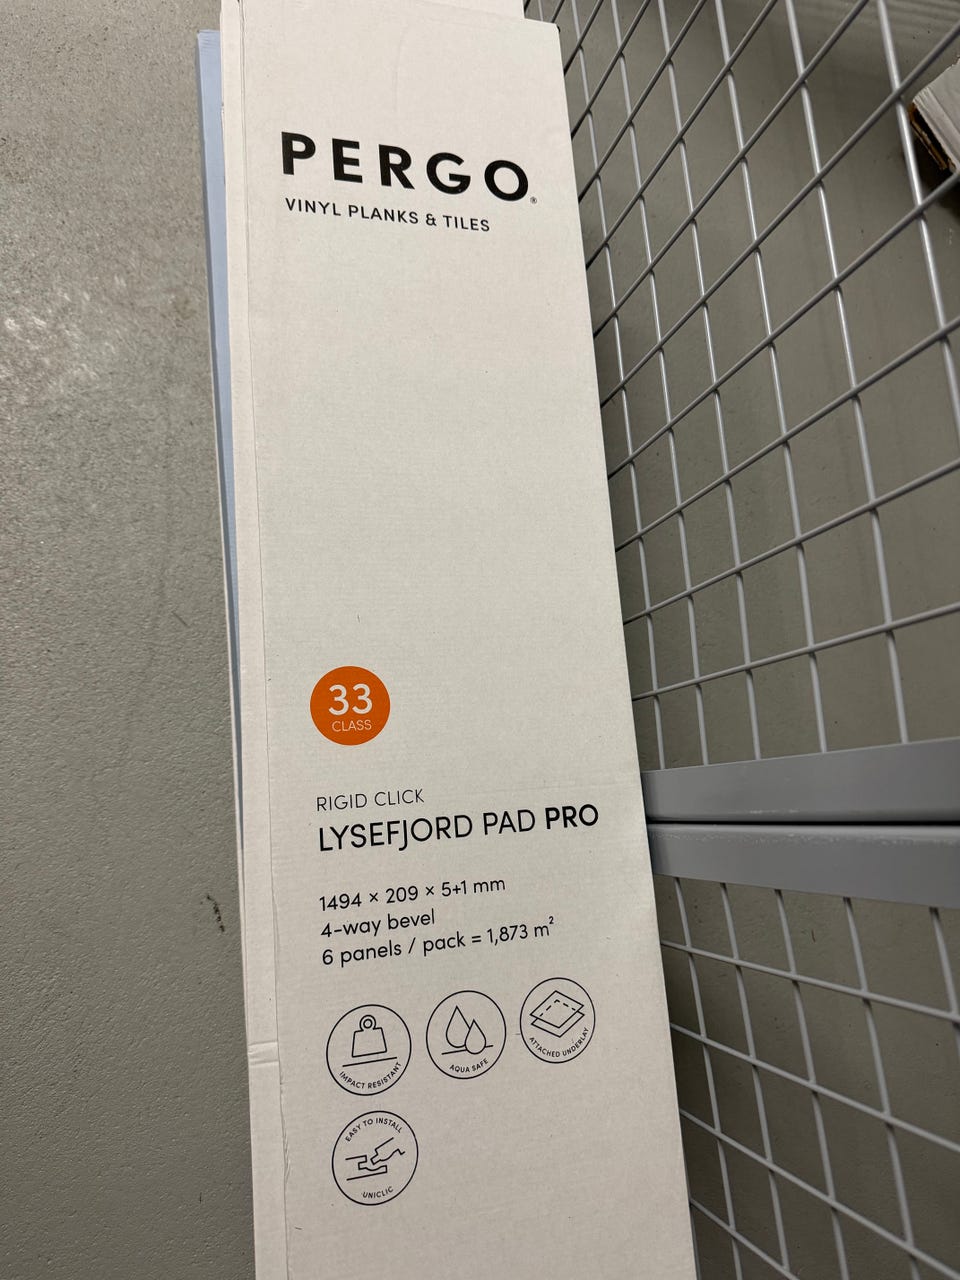 PERGO®
VINYL PLANKS & TILES
33
CLASS
RIGID CLICK
LYSEFJORD PAD PRO
1494 × 209 × 5+1 mm
4-way bevel
6 panels / pack = 1,873 m²
IMPACT RESISTANT
AQUA SAFE
ATTACHED UNDERLAY
EASY TO INSTALL
UNICLIC